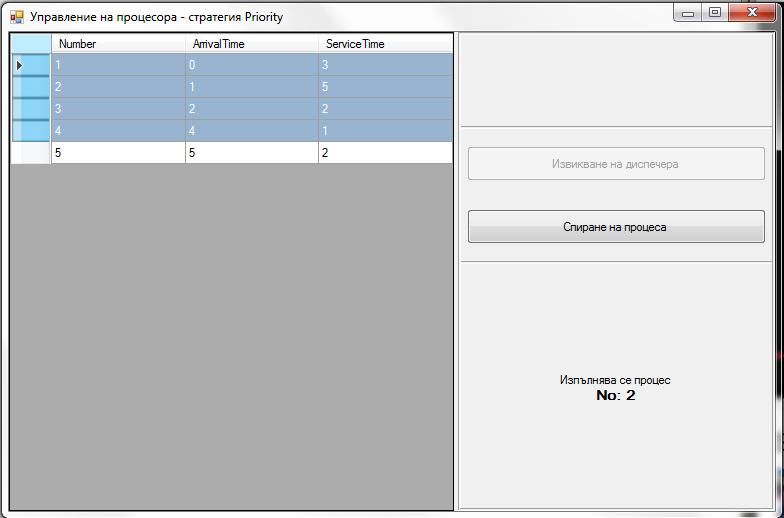 Управление на процесора - стратегия Priority
Number ArrivalTime ServiceTime
1 0 3
2 1 5
3 2 2
4 4 1
5 5 2
Извикване на диспечера
Спиране на процеса
Изпълнява се процес
No: 2